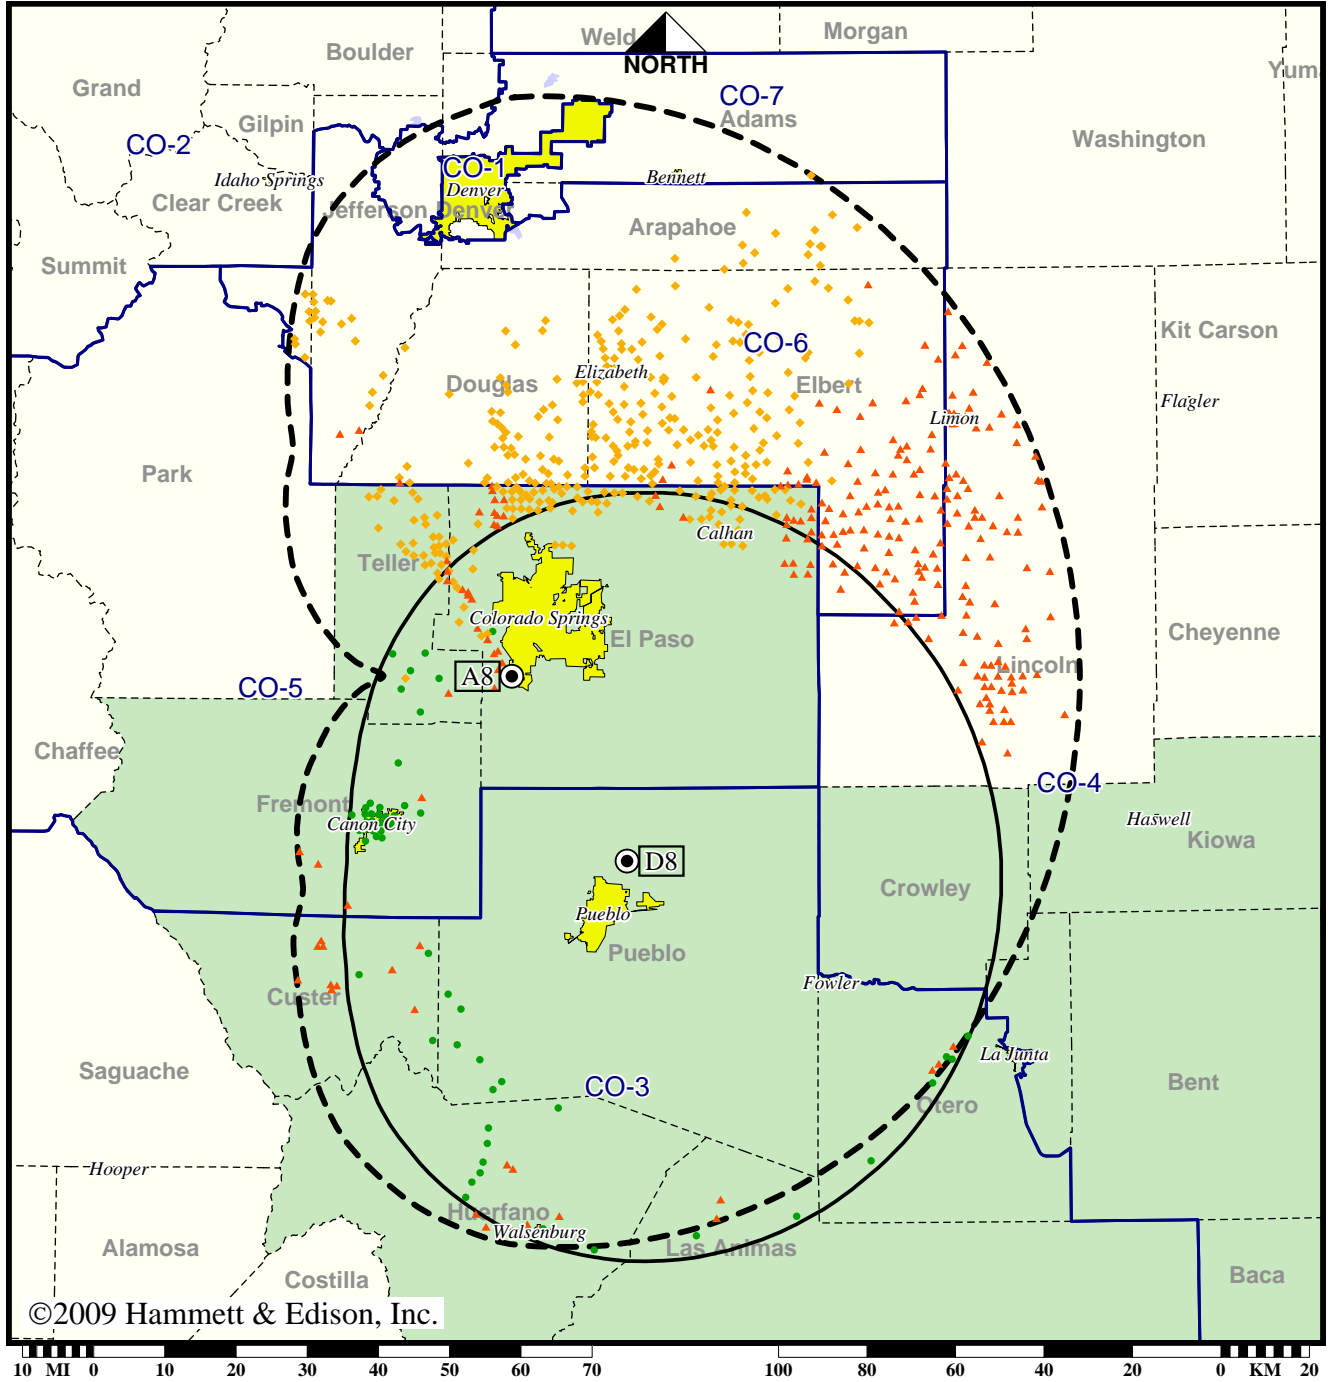 Weld
Morgan
Boulder
NORTH
Yum
Grand
CO-7
Adams
Gilpin
Washington
CO-2
CO-1
Idaho Springs
Bennett
Denver
Clear Creek
Jefferson
Denver
Arapahoe
Summit
Kit Carson
CO-6
Elizabeth
Douglas
Elbert
Flagler
Limon
Park
Calhan
Teller
Colorado Springs
El Paso
Cheyenne
Lincoln
A8
CO-5
Chaffee
CO-4
Fremont
Canon City
Haswell
Kiowa
D8
Crowley
Pueblo
Pueblo
Fowler
Custer
La Junta
Saguache
CO-3
Bent
Otero
Hooper
Huerfano
Walsenburg
Las Animas
Alamosa
Costilla
Baca
©2009 Hammett & Edison, Inc.
10 MI 0 10 20 30 40 50 60 70 100 80 60 40 20 0 KM 20